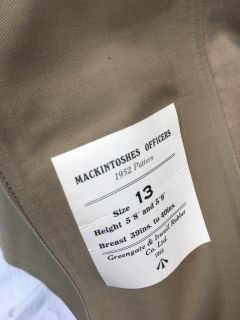 MACKINTOSHES OFFICERS
1952 Pattern
Size 13
Height 5'8" and 5'9"
Breast 39ins. to 40ins.
Greengate & Irwell Rubber
Co. Ltd.